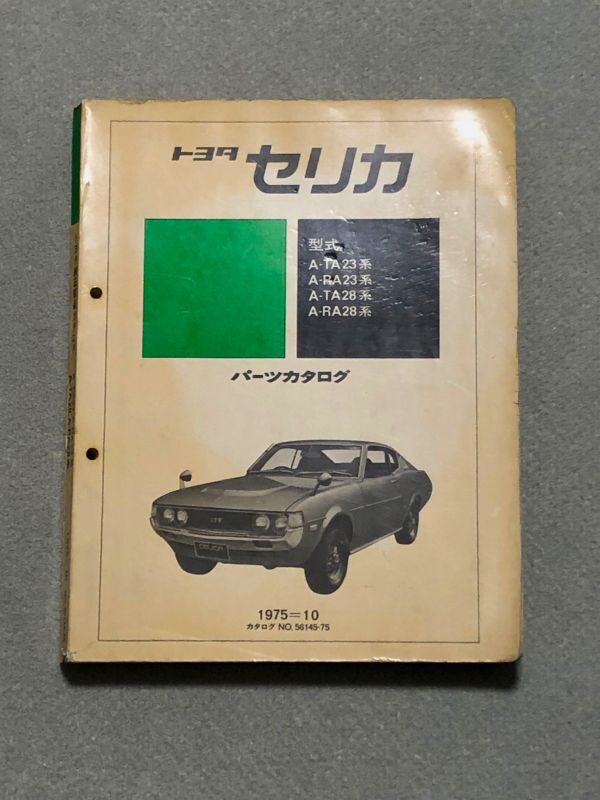 トヨタ セリカ
型式
A-TA23系
A-RA23系
A-TA28系
A-RA28系
パーツカタログ
CELICA
1975=10
カタログ NO. 56145-75